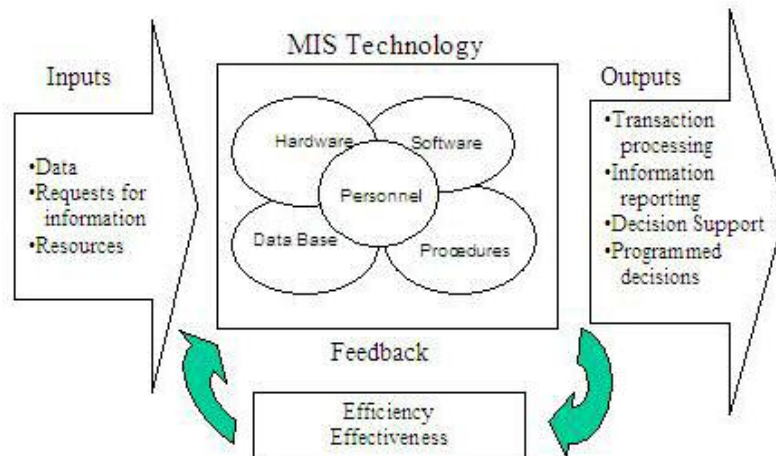 MIS Technology
Inputs
•Data
•Requests for
information
•Resources
Hardware
Software
Personnel
Data Base
Procedures
Outputs
•Transaction
processing
•Information
reporting
•Decision Support
•Programmed
decisions
Feedback
Efficiency
Effectiveness